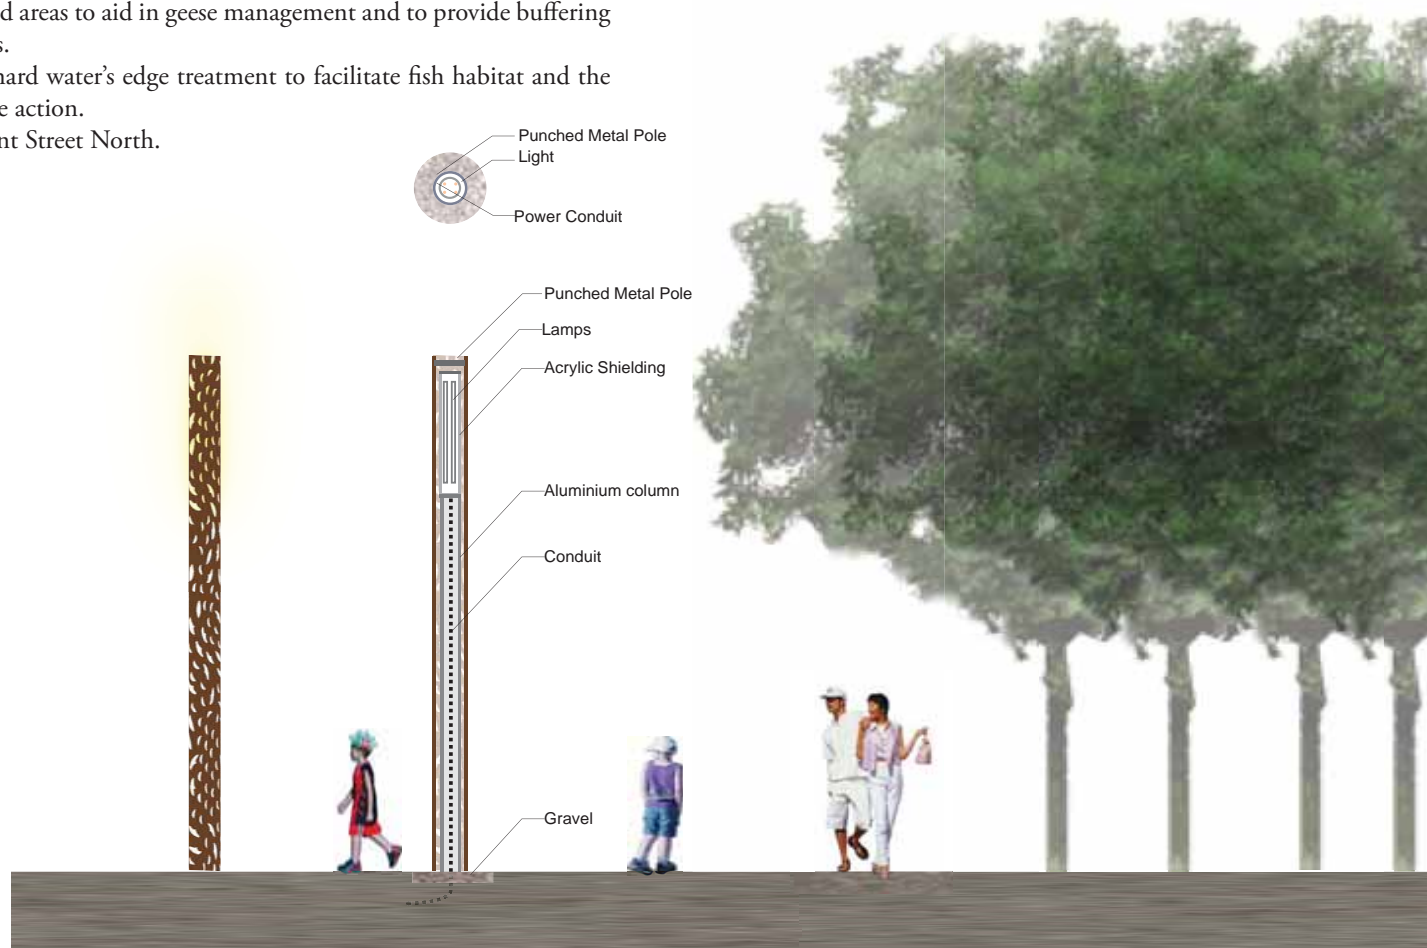 d areas to aid in geese management and to provide buffering
s.
hard water’s edge treatment to facilitate fish habitat and the
e action.
nt Street North.
Punched Metal Pole
Light
Power Conduit
Punched Metal Pole
Lamps
Acrylic Shielding
Aluminium column
Conduit
Gravel